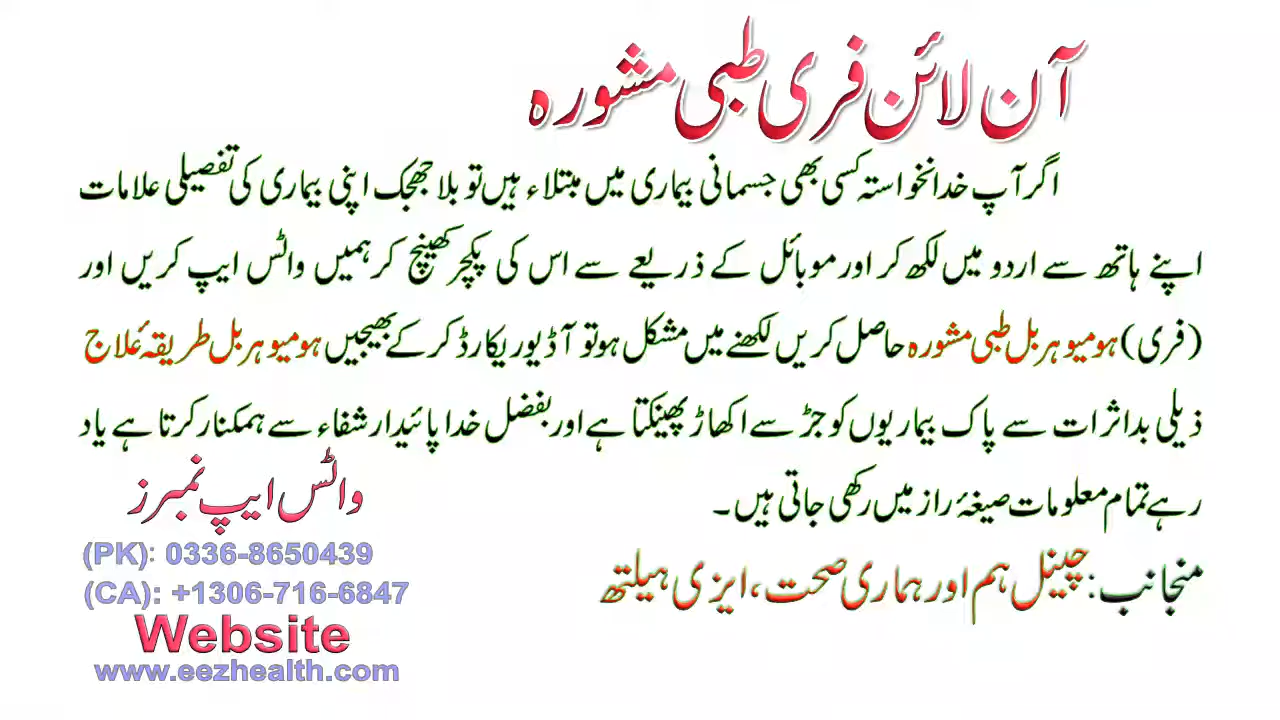 آن لائن فری طبی مشورہ
اگر آپ خدانخواستہ کسی بھی جسمانی بیماری میں مبتلاء ہیں تو بلا جھجک اپنی بیماری کی تفصیلی علامات
اپنے ہاتھ سے اردو میں لکھ کر اور موبائل کے ذریعے سے اس کی پکچر کھینچ کر ہمیں واٹس ایپ کریں اور
(فری) ہومیو ہربل طبی مشورہ حاصل کریں لکھنے میں مشکل ہو تو آڈیو ریکارڈ کر کے بھیجیں ہومیو ہربل طریقہ علاج
ذیلی بداثرات سے پاک بیماریوں کو جڑ سے اکھاڑ پھینکتا ہے اور بفضل خدا پائیدار شفاء سے ہمکنار کرتا ہے یاد
رہے تمام معلومات صیغۂ راز میں رکھی جاتی ہیں۔
منجانب: چینل ہم اور ہماری صحت، ایزی ہیلتھ
واٹس ایپ نمبرز
(PK): 0336-8650439
(CA): +1306-716-6847
Website
www.eezhealth.com